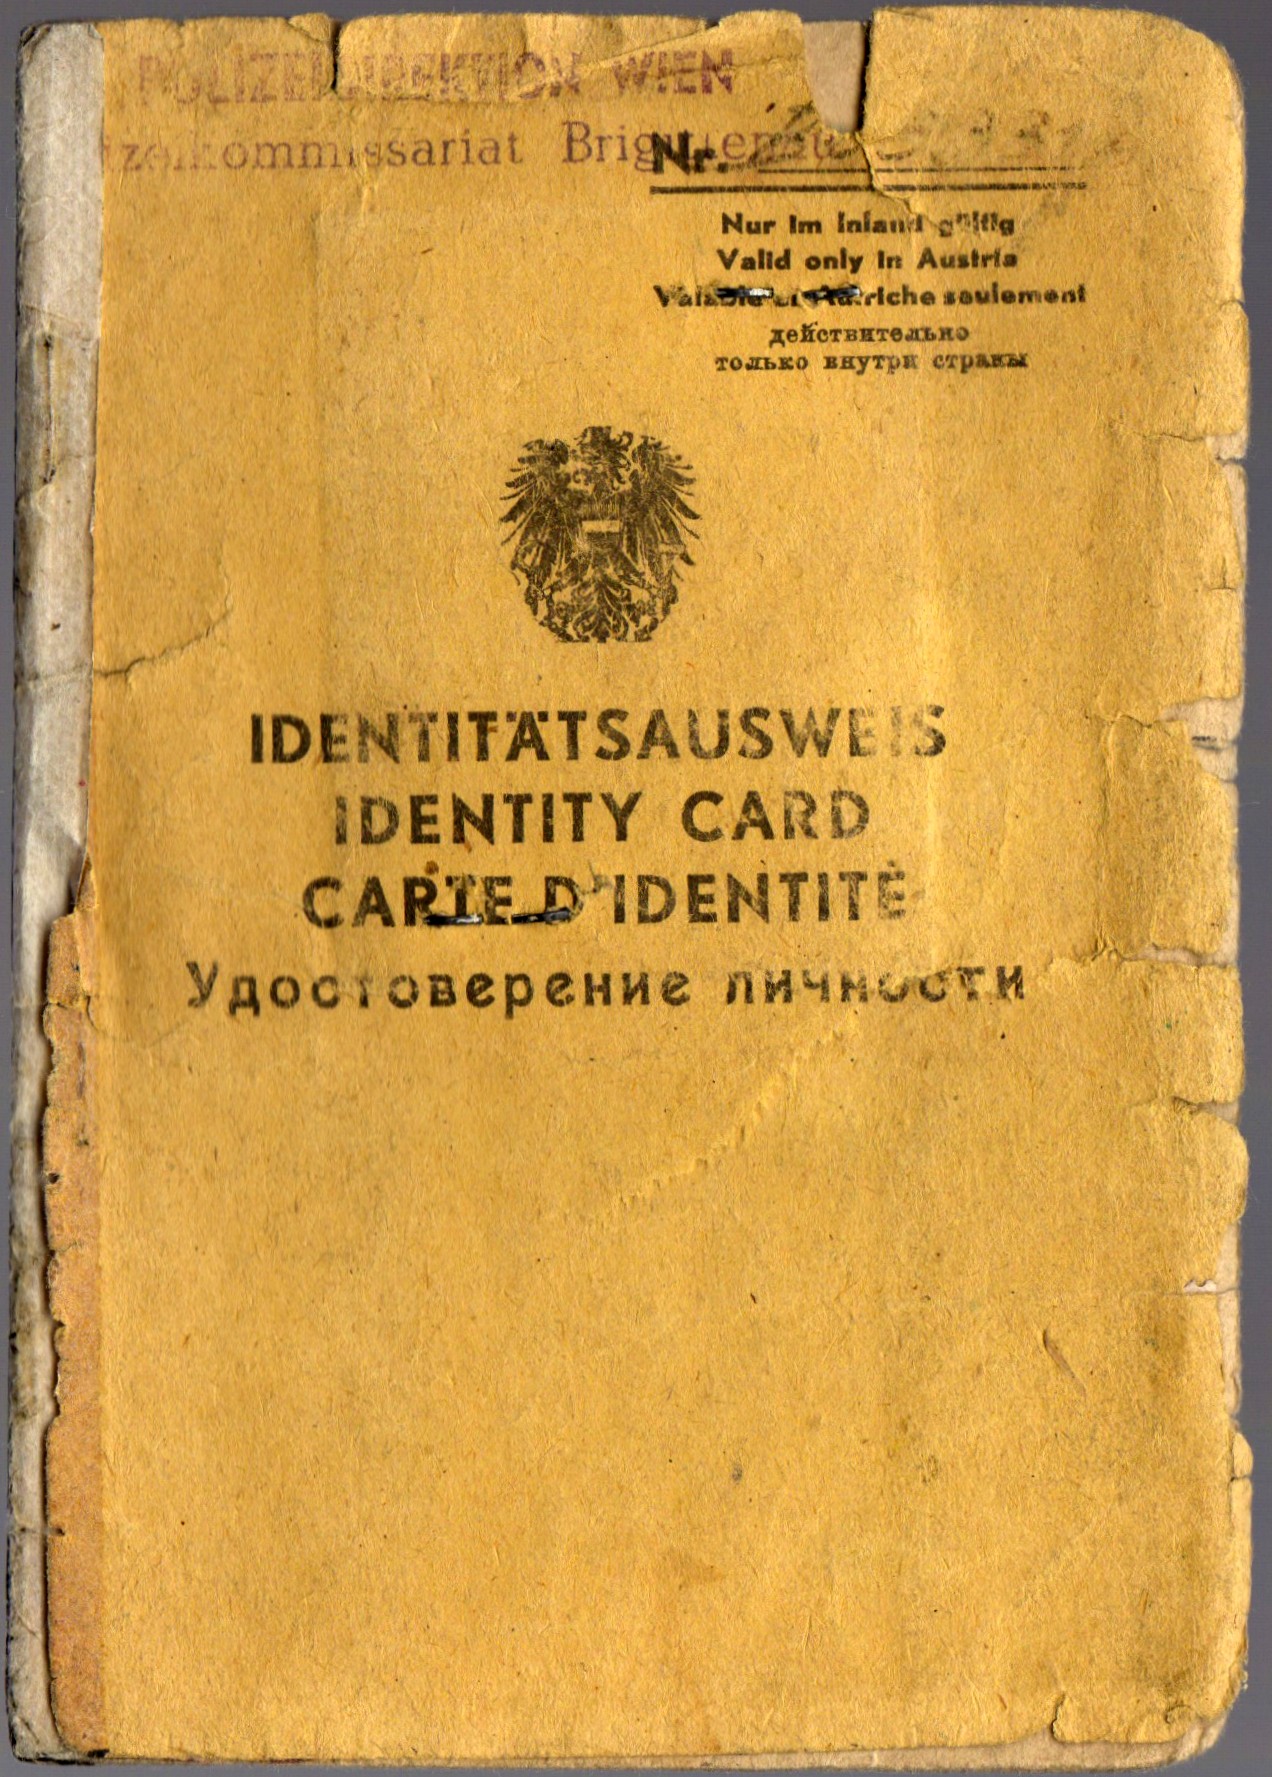 POLIZEIDIREKTION WIEN
izeikommissariat Brigittenau
Nr.
Nur im Inland gültig
Valid only in Austria
Valable en Autriche seulement
действительно
только внутри страны
IDENTITÄTSAUSWEIS
IDENTITY CARD
CARTE D'IDENTITÉ
Удостоверение личности